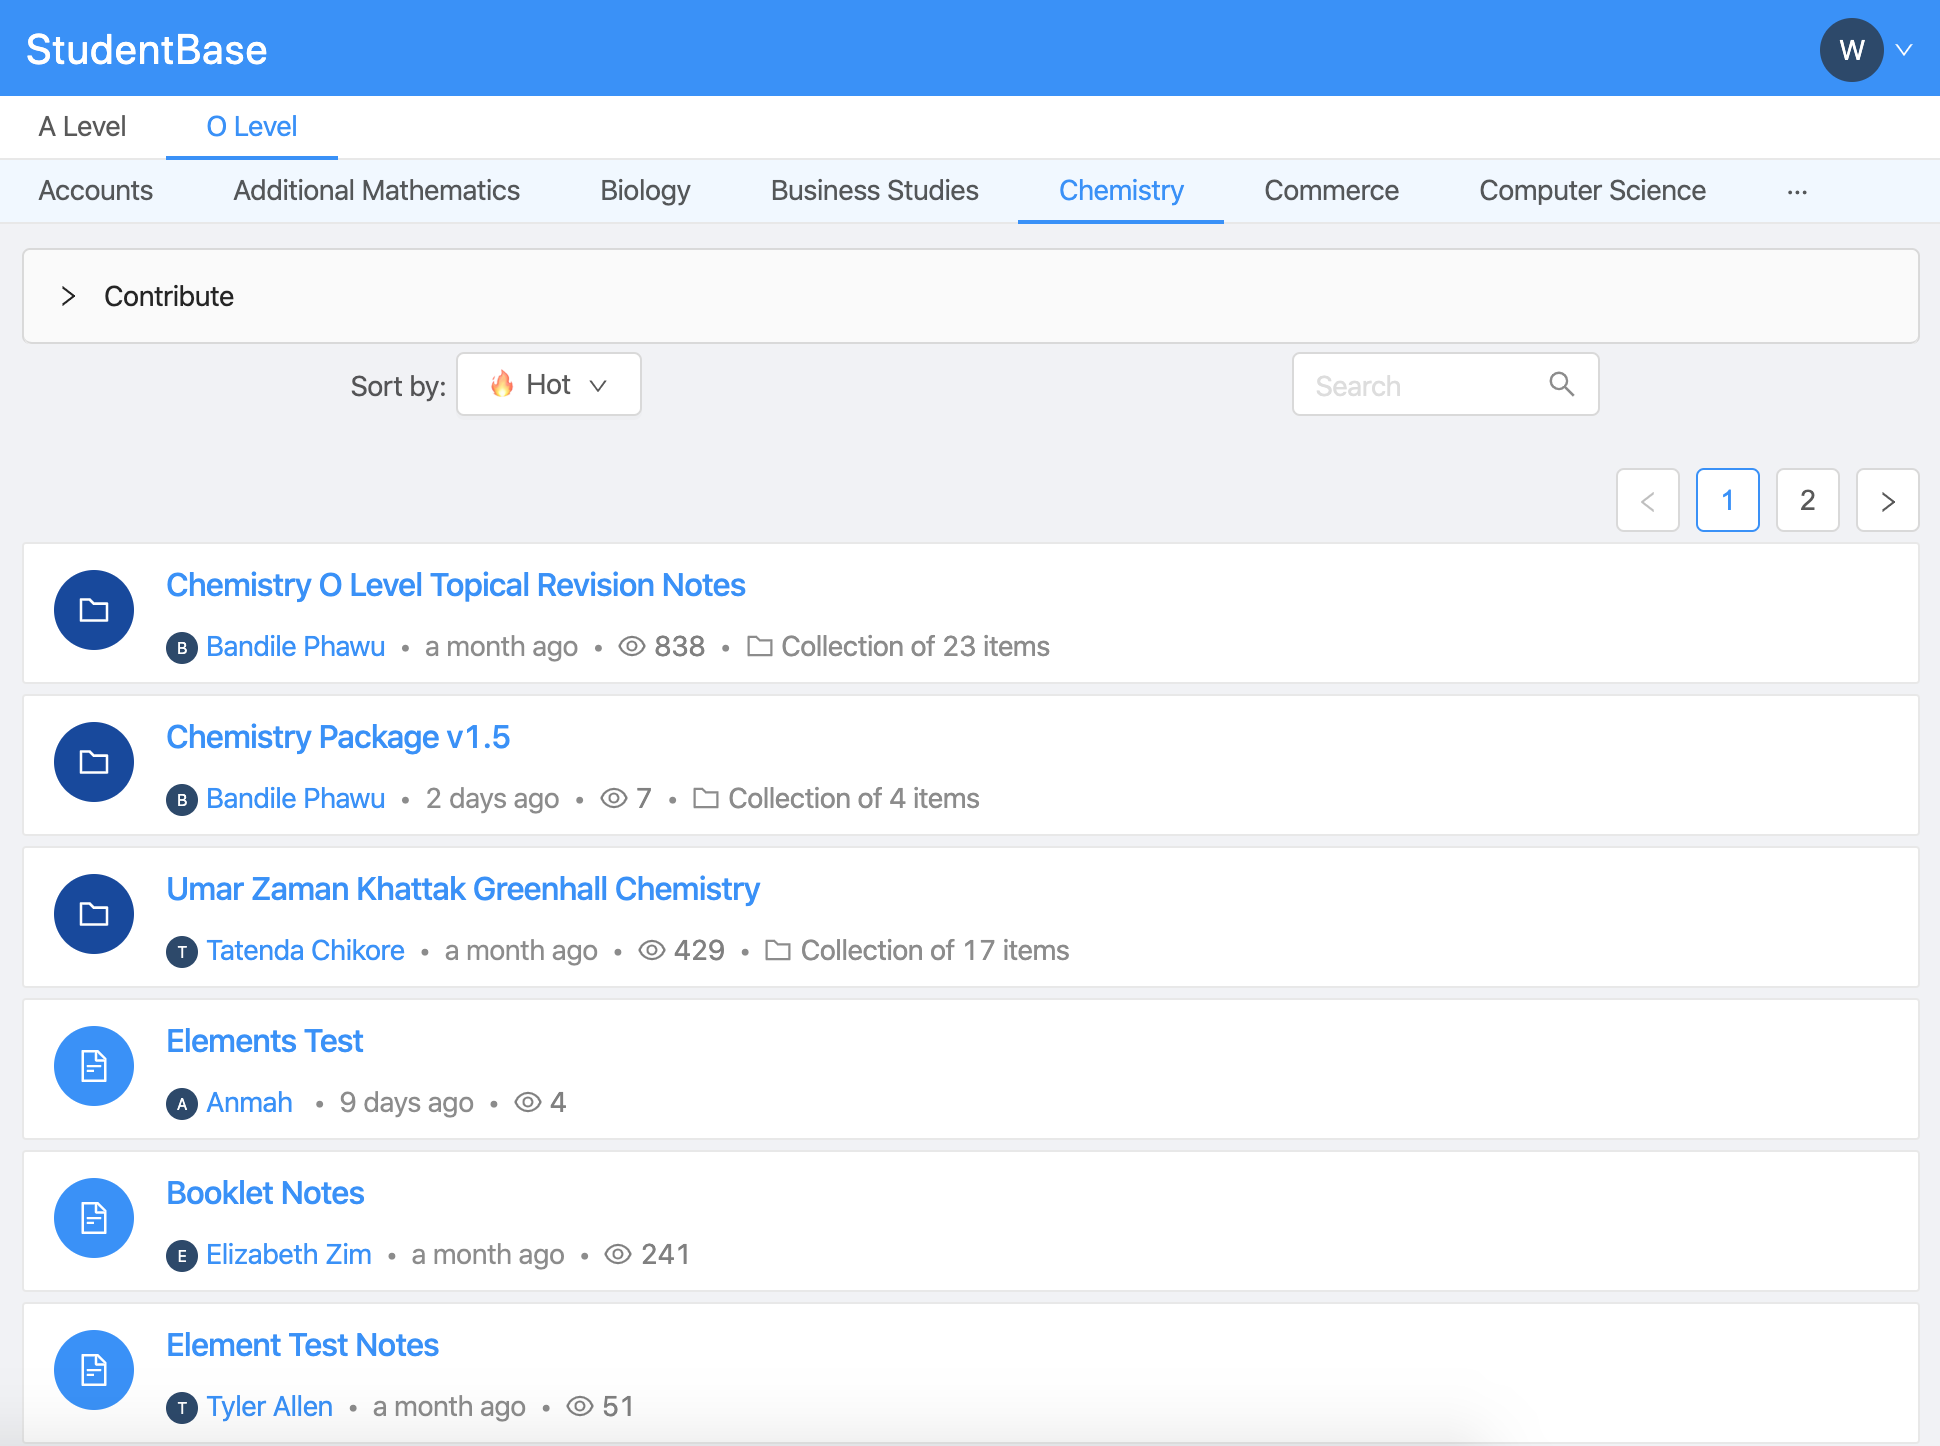 StudentBase
W
A Level O Level
Accounts Additional Mathematics Biology Business Studies Chemistry Commerce Computer Science ...
Contribute
Sort by: 🔥 Hot Search
< 1 2 >
Chemistry O Level Topical Revision Notes
B Bandile Phawu • a month ago • 838 • Collection of 23 items
Chemistry Package v1.5
B Bandile Phawu • 2 days ago • 7 • Collection of 4 items
Umar Zaman Khattak Greenhall Chemistry
T Tatenda Chikore • a month ago • 429 • Collection of 17 items
Elements Test
A Anmah • 9 days ago • 4
Booklet Notes
E Elizabeth Zim • a month ago • 241
Element Test Notes
T Tyler Allen • a month ago • 51